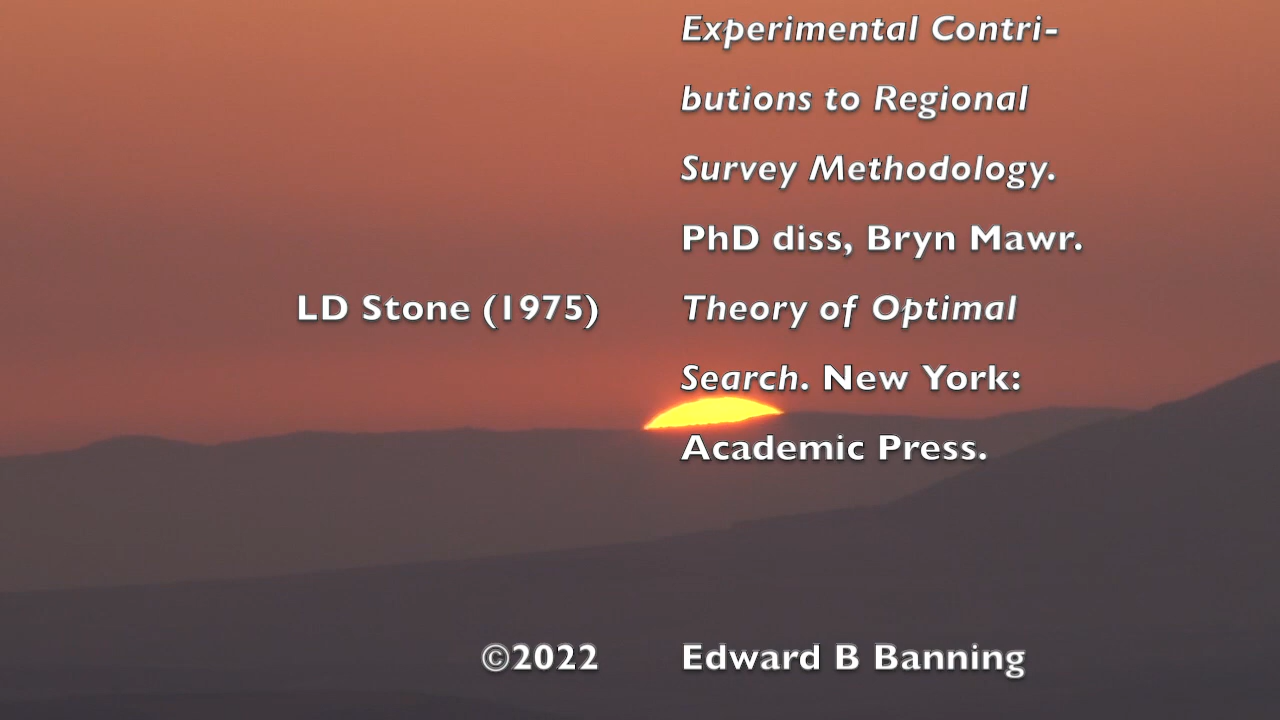 Experimental Contri-
butions to Regional
Survey Methodology.
PhD diss, Bryn Mawr.
LD Stone (1975) Theory of Optimal
Search. New York:
Academic Press.
©2022 Edward B Banning